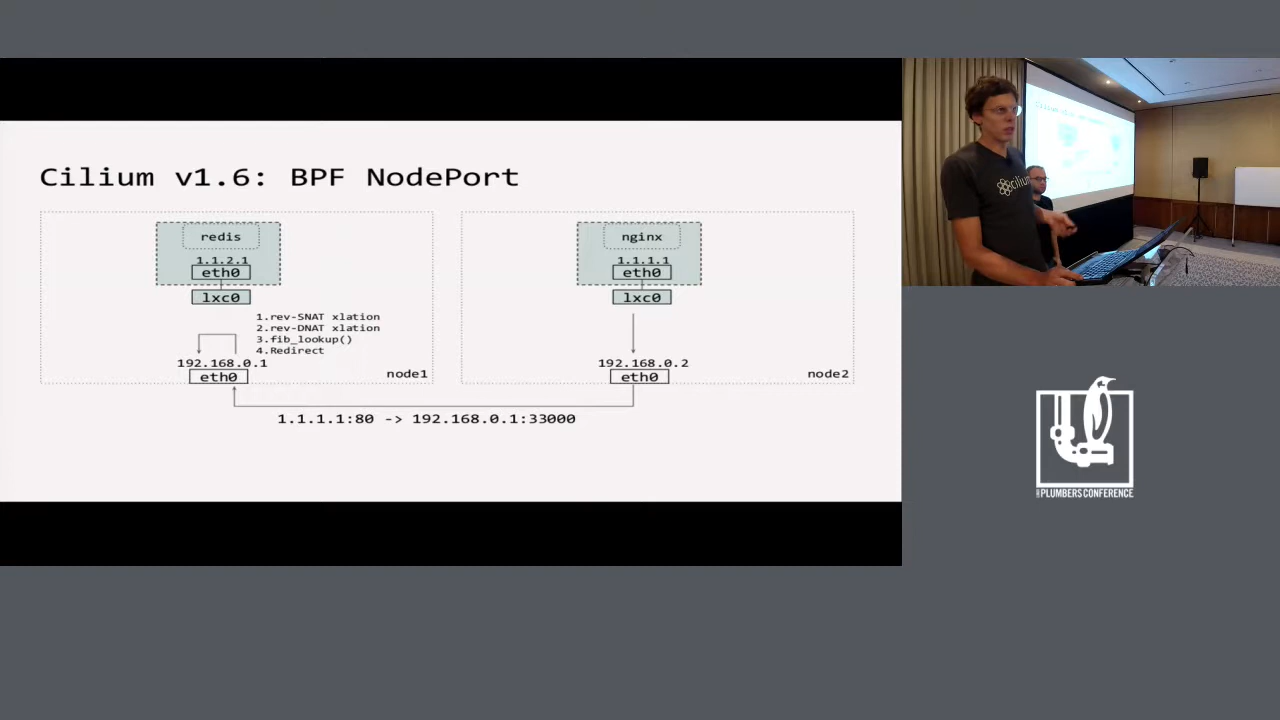 Cilium v1.6: BPF NodePort
redis
1.1.2.1
eth0
lxc0
1.rev-SNAT xlation
2.rev-DNAT xlation
3.fib_lookup()
4.Redirect
192.168.0.1
eth0
node1
nginx
1.1.1.1
eth0
lxc0
192.168.0.2
eth0
node2
1.1.1.1:80 -> 192.168.0.1:33000
cilium
PLUMBERS CONFERENCE